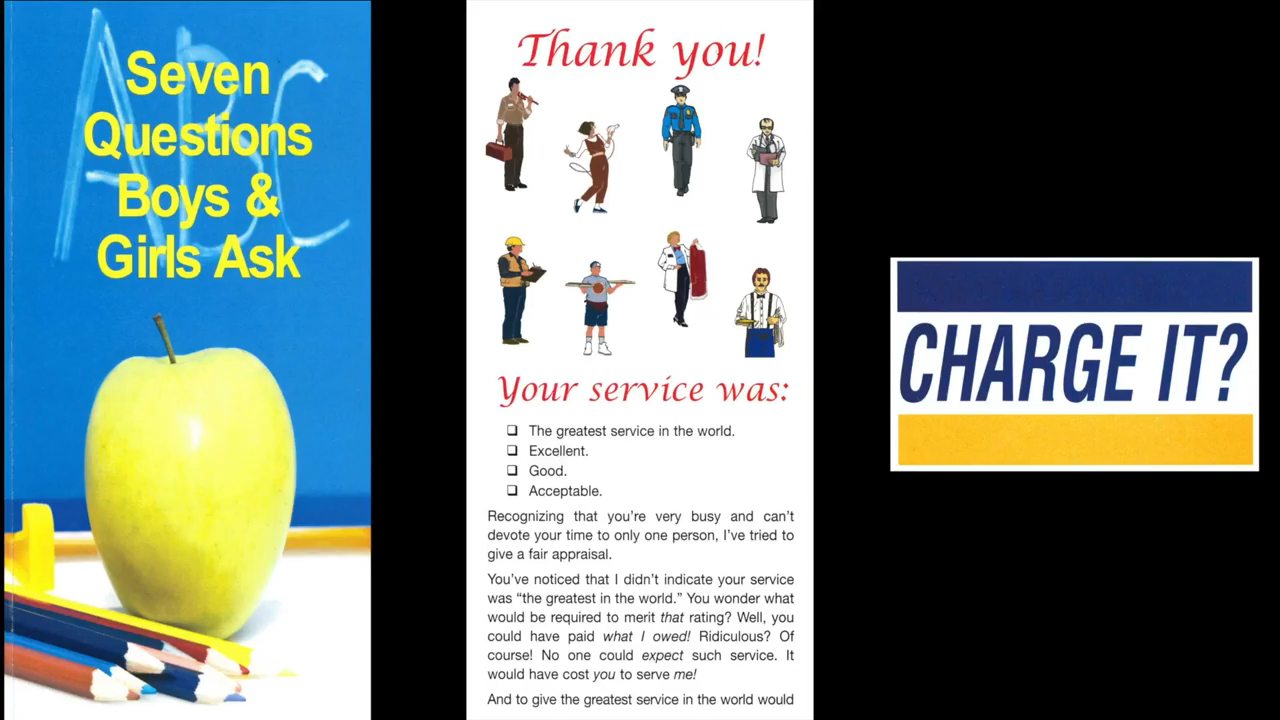 ABC
Seven
Questions
Boys &
Girls Ask
Thank you!
Your service was:
❑ The greatest service in the world.
❑ Excellent.
❑ Good.
❑ Acceptable.
Recognizing that you’re very busy and can’t
devote your time to only one person, I’ve tried to
give a fair appraisal.
You’ve noticed that I didn’t indicate your service
was “the greatest in the world.” You wonder what
would be required to merit that rating? Well, you
could have paid what I owed! Ridiculous? Of
course! No one could expect such service. It
would have cost you to serve me!
And to give the greatest service in the world would
CHARGE IT?